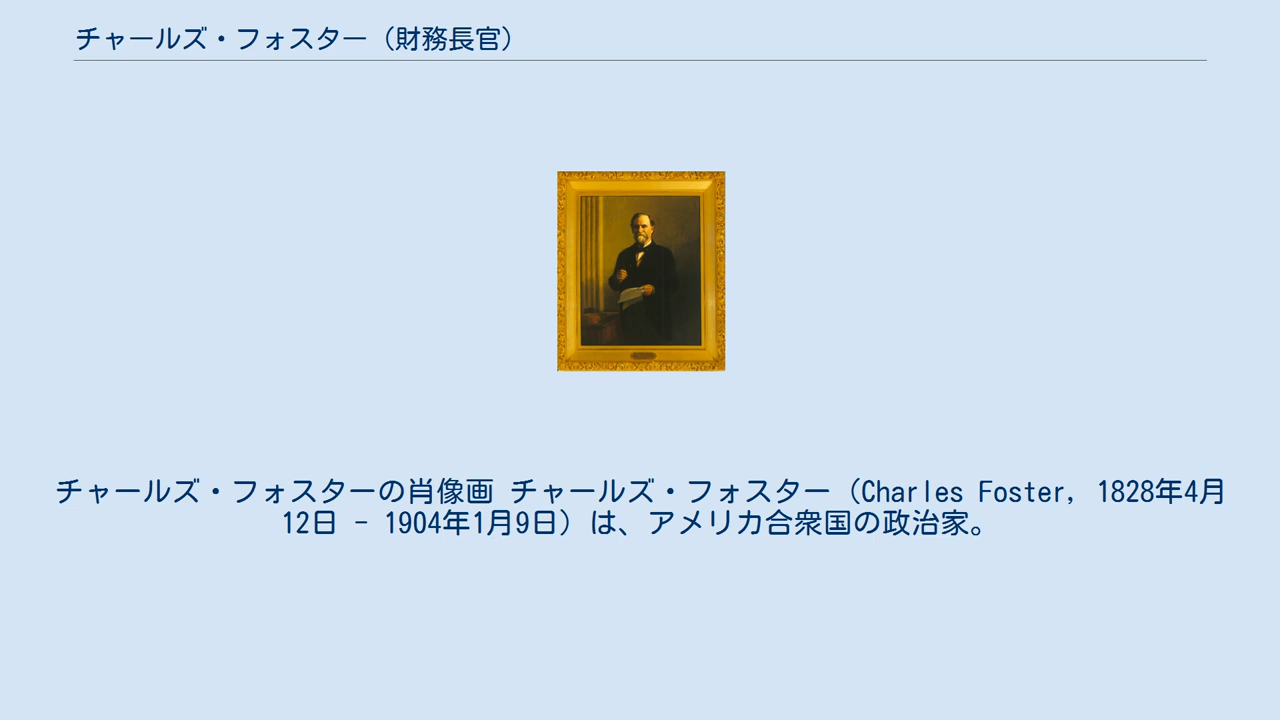 チャールズ・フォスター（財務長官）
チャールズ・フォスターの肖像画 チャールズ・フォスター（Charles Foster, 1828年4月
12日 - 1904年1月9日）は、アメリカ合衆国の政治家。